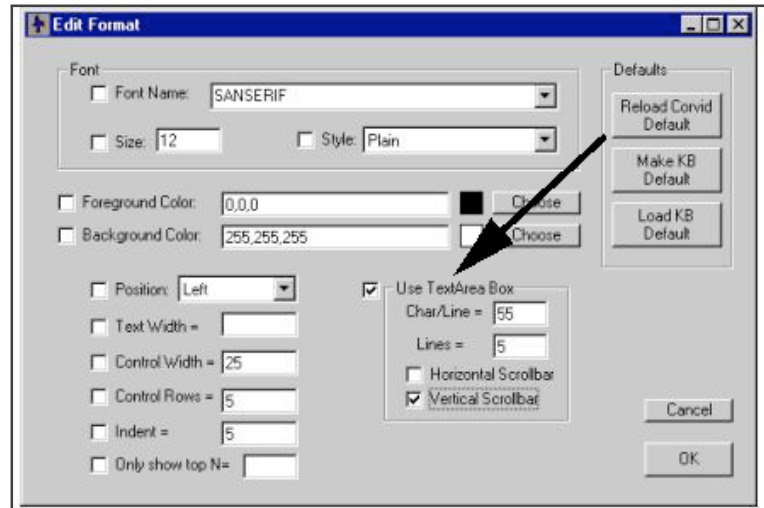 Edit Format
Font
Font Name: SANSERIF
Size: 12 Style: Plain
Foreground Color: 0,0,0 Choose
Background Color: 255,255,255 Choose
Position: Left
Text Width =
Control Width = 25
Control Rows = 5
Indent = 5
Only show top N=
Use TextArea Box
Char/Line = 55
Lines = 5
Horizontal Scrollbar
Vertical Scrollbar
Defaults
Reload Corvid
Default
Make KB
Default
Load KB
Default
Cancel
OK